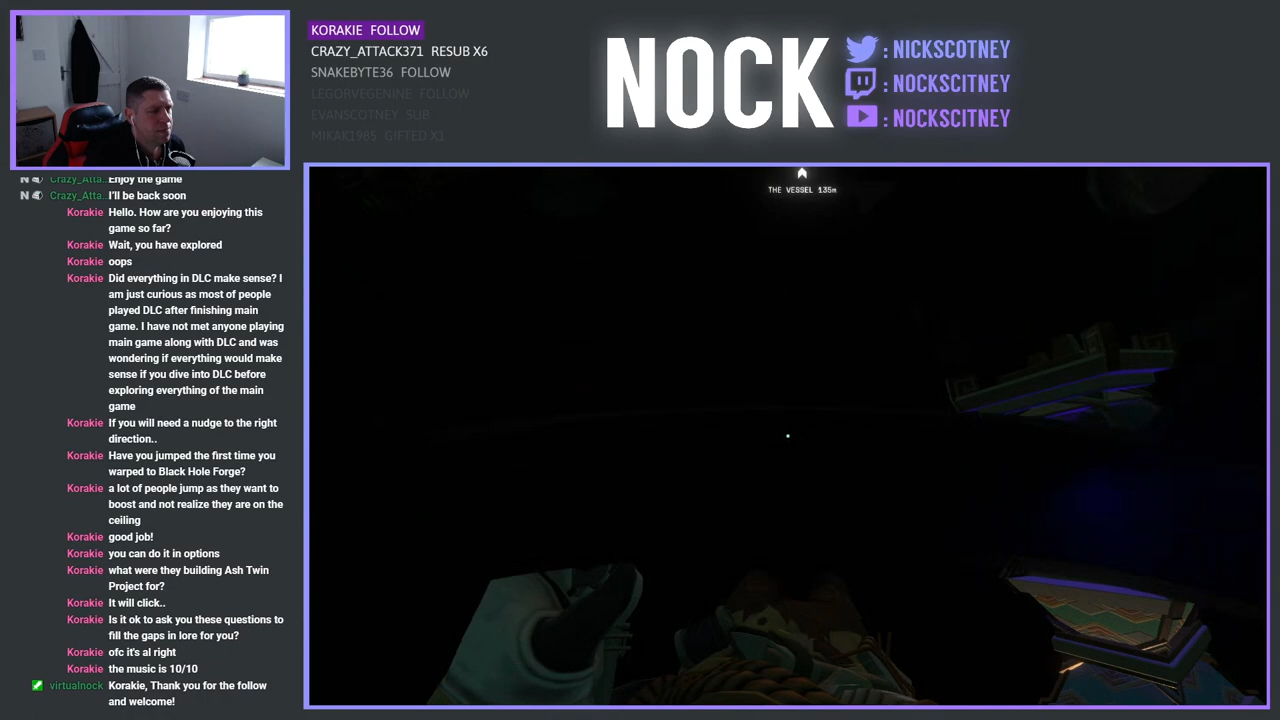 KORAKIE FOLLOW
CRAZY_ATTACK371 RESUB X6
SNAKEBYTE36 FOLLOW
LEGORVEGENINE FOLLOW
EVANSCOTNEY SUB
MIKAK1985 GIFTED X1
NOCK
: NICKSCOTNEY
: NOCKSCITNEY
: NOCKSCITNEY
THE VESSEL 135m
Crazy_Atta.. Enjoy the game
Crazy_Atta.. I'll be back soon
Korakie Hello. How are you enjoying this
game so far?
Korakie Wait, you have explored
Korakie oops
Korakie Did everything in DLC make sense? I
am just curious as most of people
played DLC after finishing main
game. I have not met anyone playing
main game along with DLC and was
wondering if everything would make
sense if you dive into DLC before
exploring everything of the main
game
Korakie If you will need a nudge to the right
direction..
Korakie Have you jumped the first time you
warped to Black Hole Forge?
Korakie a lot of people jump as they want to
boost and not realize they are on the
ceiling
Korakie good job!
Korakie you can do it in options
Korakie what were they building Ash Twin
Project for?
Korakie It will click..
Korakie Is it ok to ask you these questions to
fill the gaps in lore for you?
Korakie ofc it's al right
Korakie the music is 10/10
virtualnock Korakie, Thank you for the follow
and welcome!